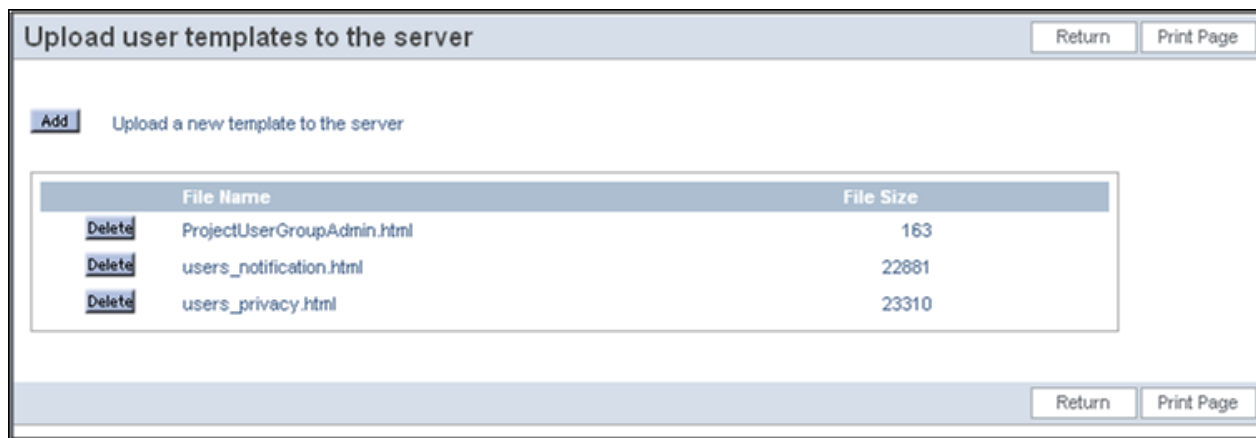 Upload user templates to the server Return Print Page
Add Upload a new template to the server
File Name File Size
Delete ProjectUserGroupAdmin.html 163
Delete users_notification.html 22881
Delete users_privacy.html 23310
Return Print Page